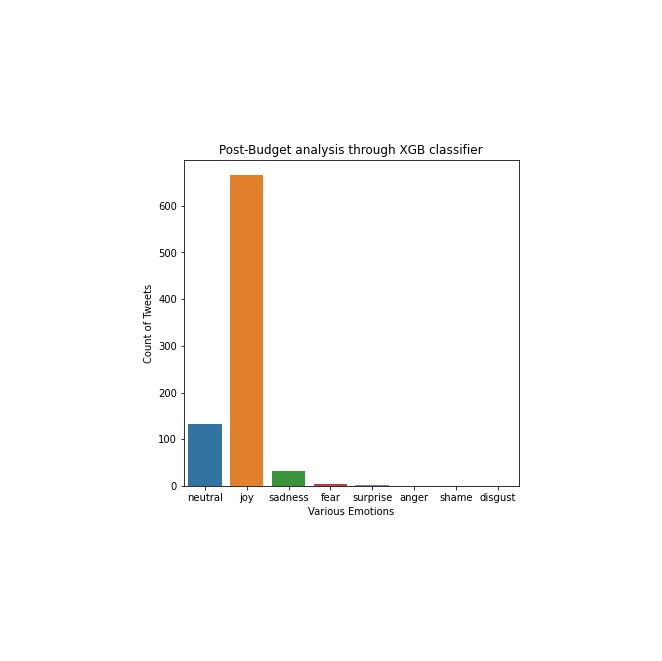 Post-Budget analysis through XGB classifier
Count of Tweets
600
500
400
300
200
100
0
neutral joy sadness fear surprise anger shame disgust
Various Emotions